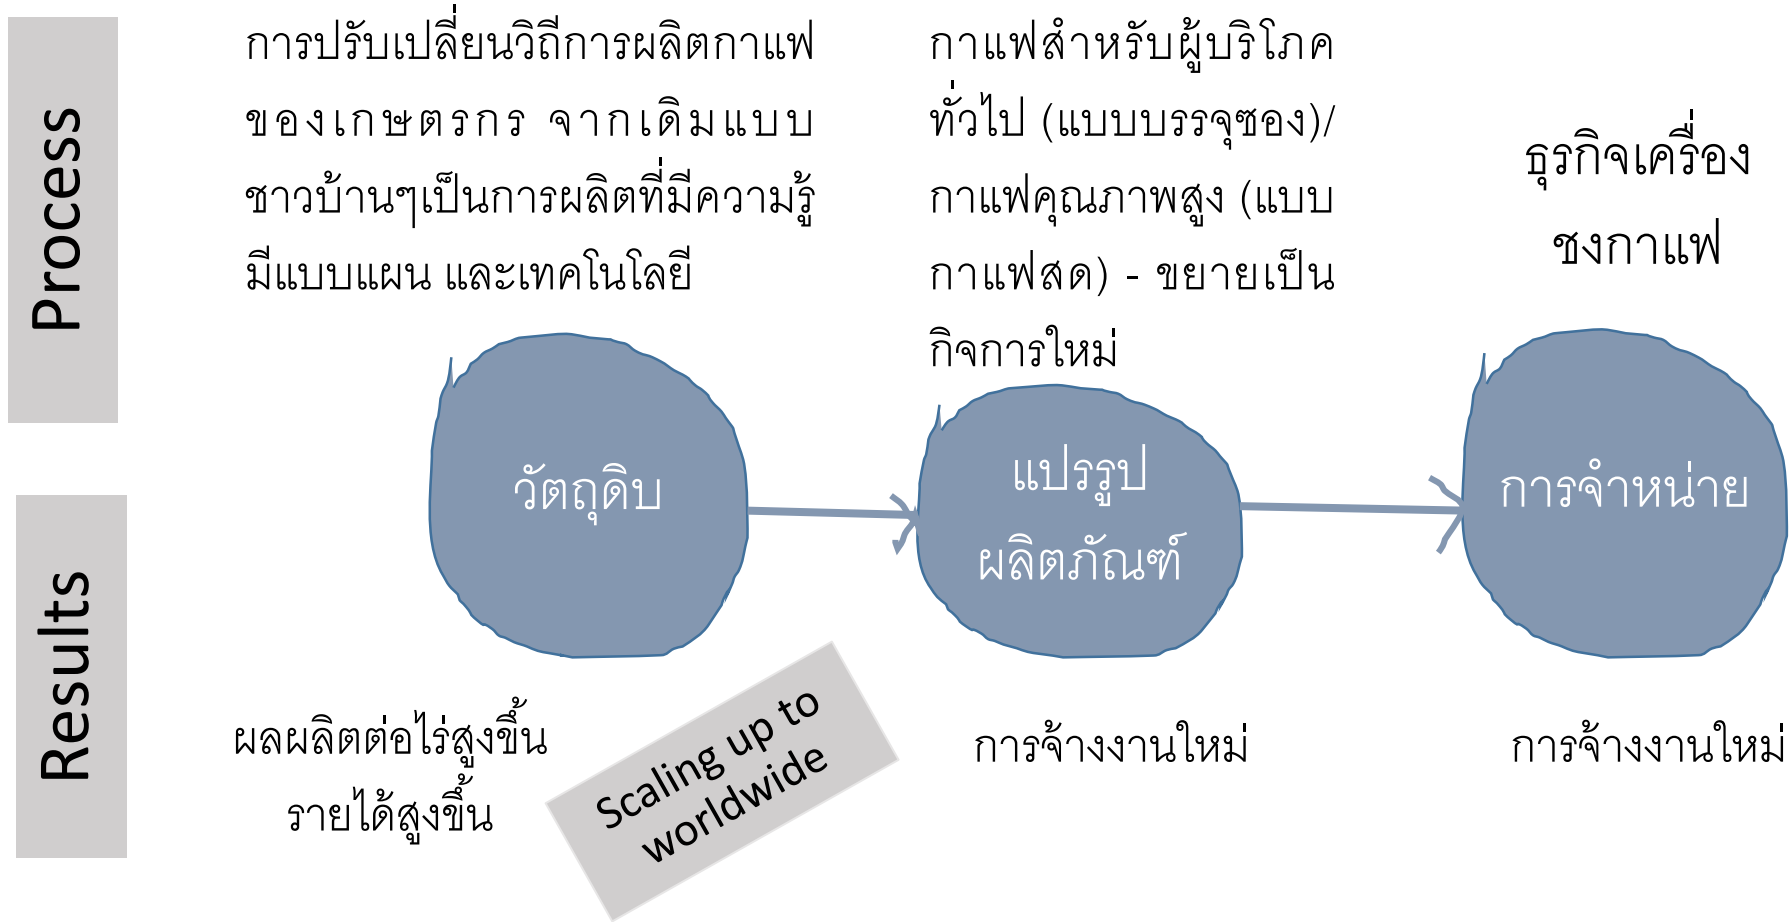 Process
การปรับเปลี่ยนวิถีการผลิตกาแฟ
ของเกษตรกร จากเดิมแบบ
ชาวบ้านๆเป็นการผลิตที่มีความรู้
มีแบบแผน และเทคโนโลยี
กาแฟสำหรับผู้บริโภค
ทั่วไป (แบบบรรจุซอง)/
กาแฟคุณภาพสูง (แบบ
กาแฟสด) - ขยายเป็น
กิจการใหม่
ธุรกิจเครื่อง
ชงกาแฟ
วัตถุดิบ
แปรรูป
ผลิตภัณฑ์
การจำหน่าย
Results
ผลผลิตต่อไร่สูงขึ้น
รายได้สูงขึ้น
Scaling up to
worldwide
การจ้างงานใหม่
การจ้างงานใหม่